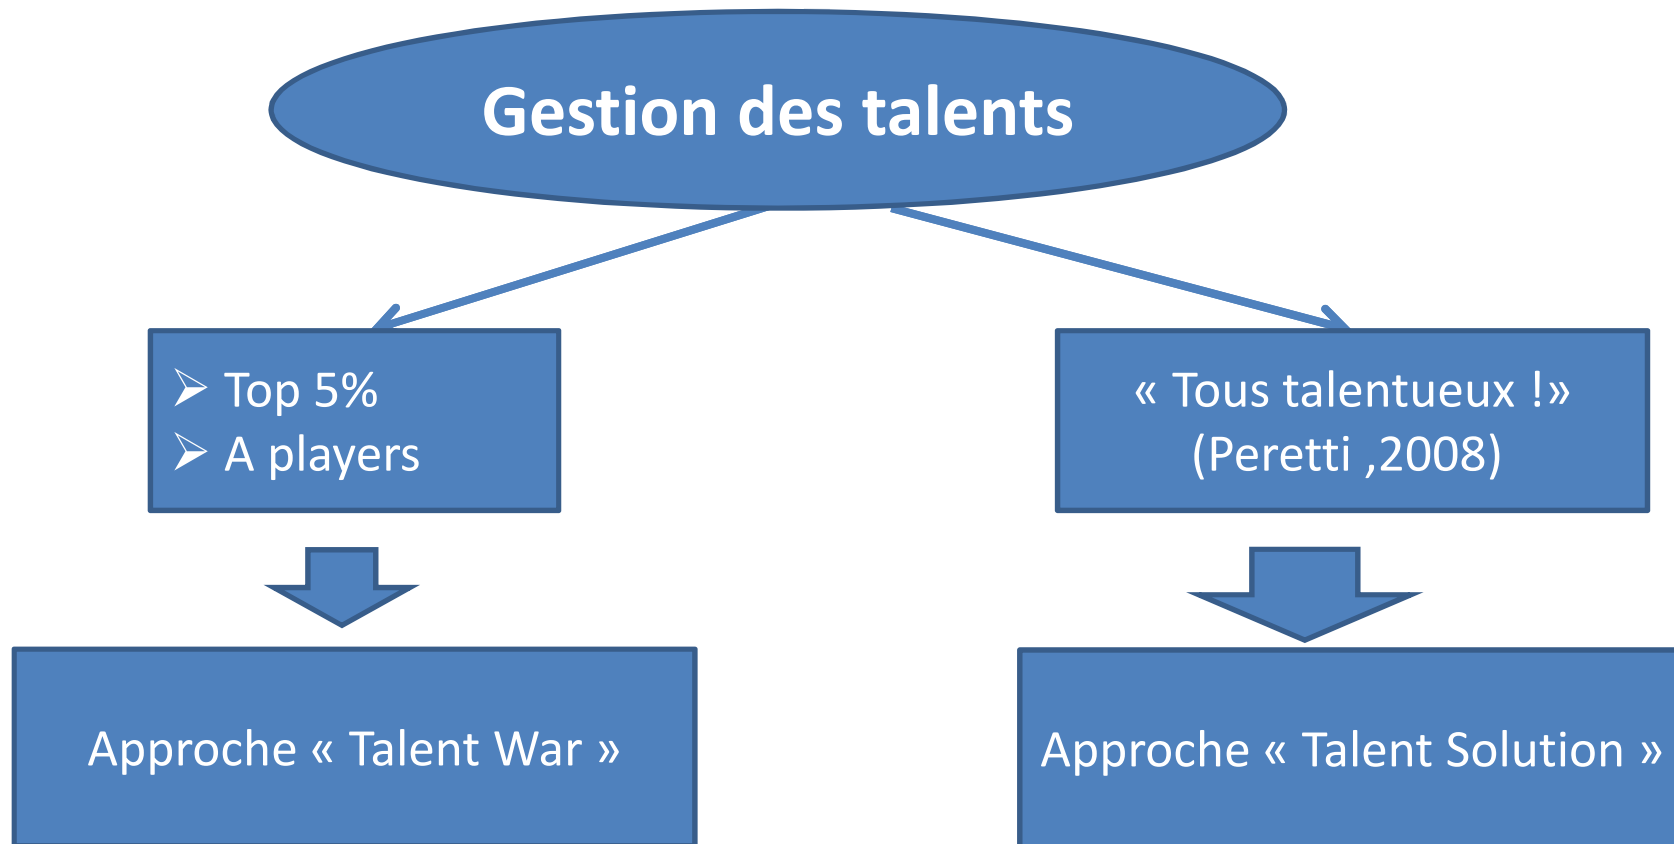 Gestion des talents
➢ Top 5%
➢ A players
« Tous talentueux !»
(Peretti ,2008)
Approche « Talent War »
Approche « Talent Solution »